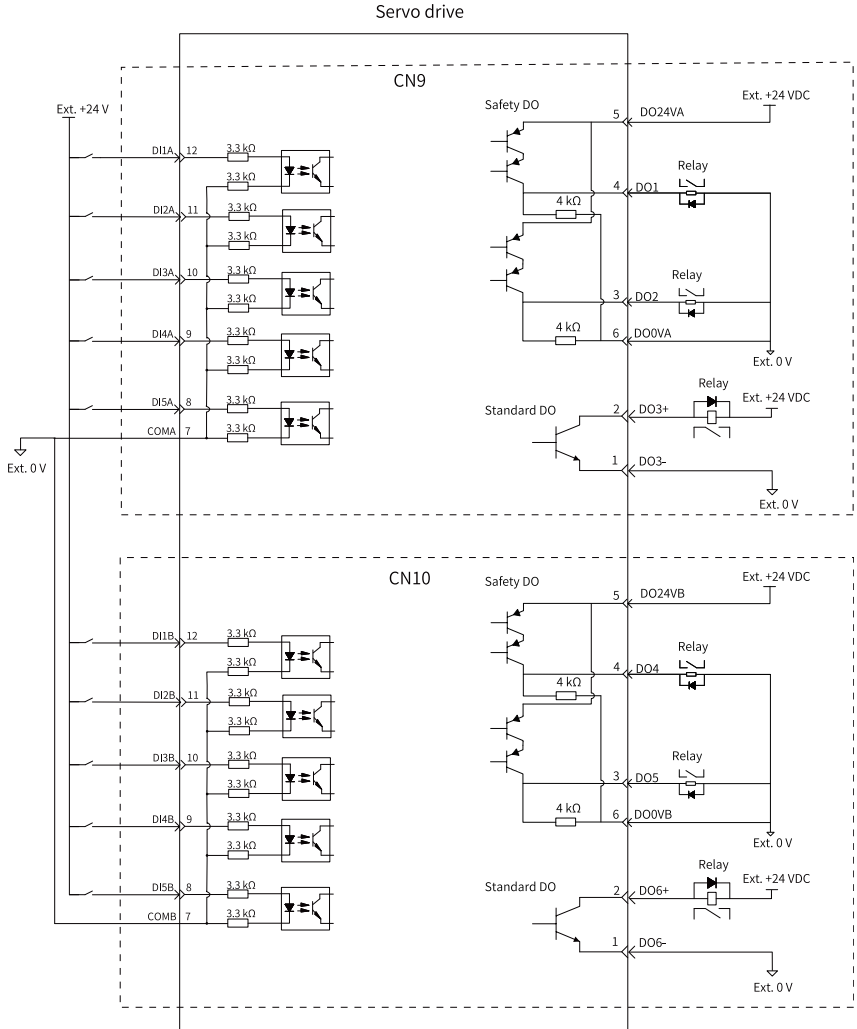 Servo drive
CN9
Ext. +24 V
Safety DO
Ext. +24 VDC
5 DO24VA
DI1A 12 3.3 kΩ
3.3 kΩ
Relay
4 DO1
4 kΩ
DI2A 11 3.3 kΩ
3.3 kΩ
DI3A 10 3.3 kΩ
3.3 kΩ
Relay
3 DO2
4 kΩ
6 DO0VA
DI4A 9 3.3 kΩ
3.3 kΩ
Ext. 0 V
Relay
Ext. +24 VDC
DI5A 8 3.3 kΩ
Standard DO
2 DO3+
COMA 7 3.3 kΩ
Ext. 0 V
1 DO3-
Ext. 0 V
CN10
Safety DO
Ext. +24 VDC
5 DO24VB
DI1B 12 3.3 kΩ
3.3 kΩ
Relay
4 DO4
4 kΩ
DI2B 11 3.3 kΩ
3.3 kΩ
DI3B 10 3.3 kΩ
3.3 kΩ
Relay
3 DO5
4 kΩ
6 DO0VB
DI4B 9 3.3 kΩ
3.3 kΩ
Ext. 0 V
Relay
Ext. +24 VDC
DI5B 8 3.3 kΩ
Standard DO
2 DO6+
COMB 7 3.3 kΩ
1 DO6-
Ext. 0 V